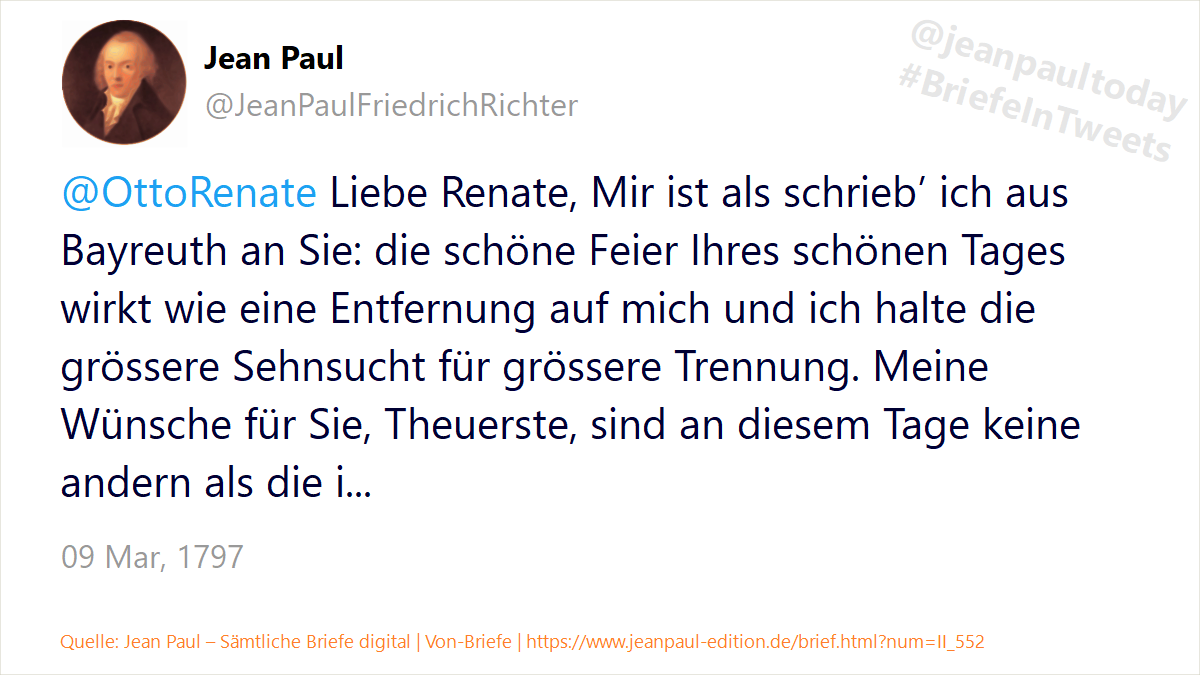 Jean Paul
@JeanPaulFriedrichRichter
@jeanpaultoday
#BriefeInTweets
@OttoRenate Liebe Renate, Mir ist als schrieb’ ich aus
Bayreuth an Sie: die schöne Feier Ihres schönen Tages
wirkt wie eine Entfernung auf mich und ich halte die
grössere Sehnsucht für grössere Trennung. Meine
Wünsche für Sie, Theuerste, sind an diesem Tage keine
andern als die i...
09 Mar, 1797
Quelle: Jean Paul – Sämtliche Briefe digital | Von-Briefe | https://www.jeanpaul-edition.de/brief.html?num=II_552